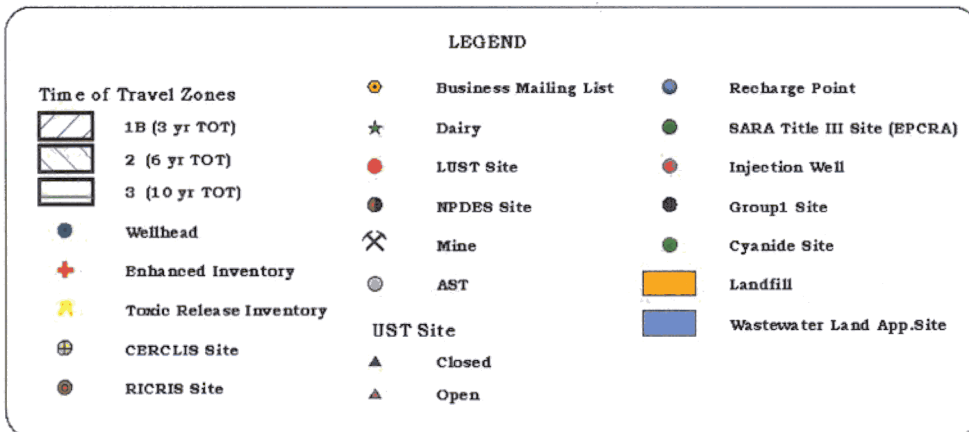 LEGEND
Time of Travel Zones
1B (3 yr TOT)
2 (6 yr TOT)
3 (10 yr TOT)
Wellhead
Enhanced Inventory
Toxic Release Inventory
CERCLIS Site
RICRIS Site
Business Mailing List
Dairy
LUST Site
NPDES Site
Mine
AST
UST Site
Closed
Open
Recharge Point
SARA Title III Site (EPCRA)
Injection Well
Group1 Site
Cyanide Site
Landfill
Wastewater Land App.Site